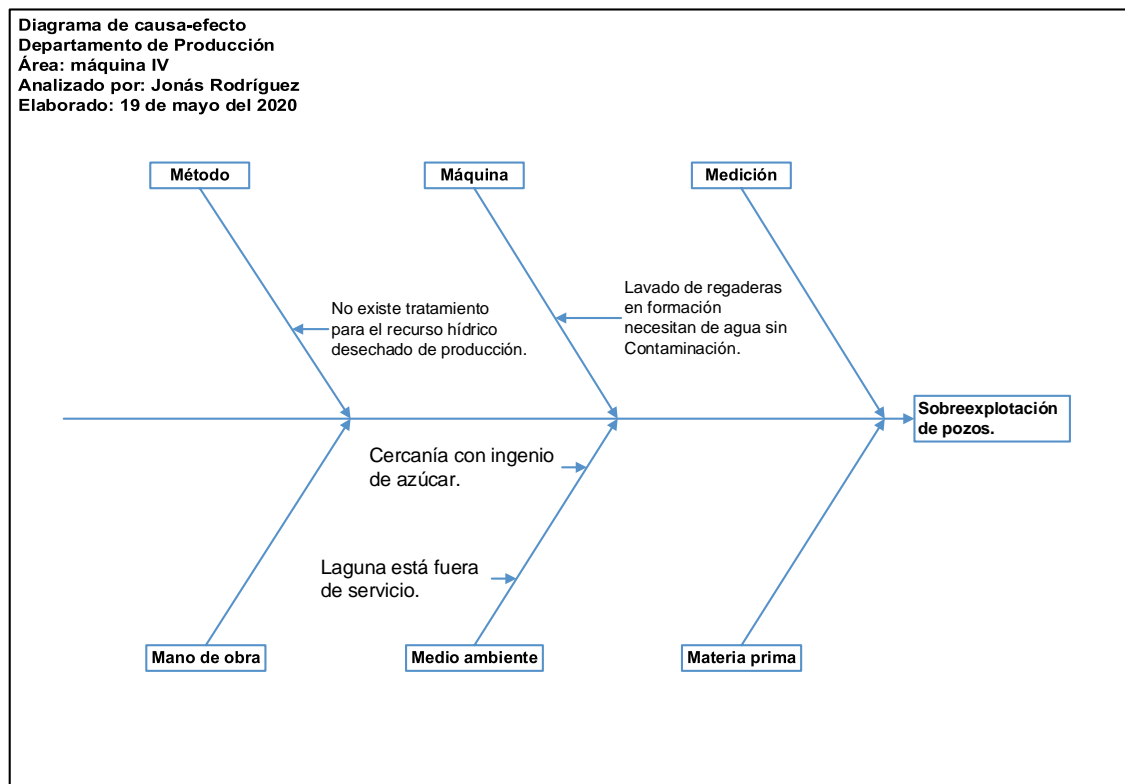 Diagrama de causa-efecto
Departamento de Producción
Área: máquina IV
Analizado por: Jonás Rodríguez
Elaborado: 19 de mayo del 2020
Método
Máquina
Medición
No existe tratamiento
para el recurso hídrico
desechado de producción.
Lavado de regaderas
en formación
necesitan de agua sin
Contaminación.
Sobreexplotación
de pozos.
Cercanía con ingenio
de azúcar.
Laguna está fuera
de servicio.
Mano de obra
Medio ambiente
Materia prima